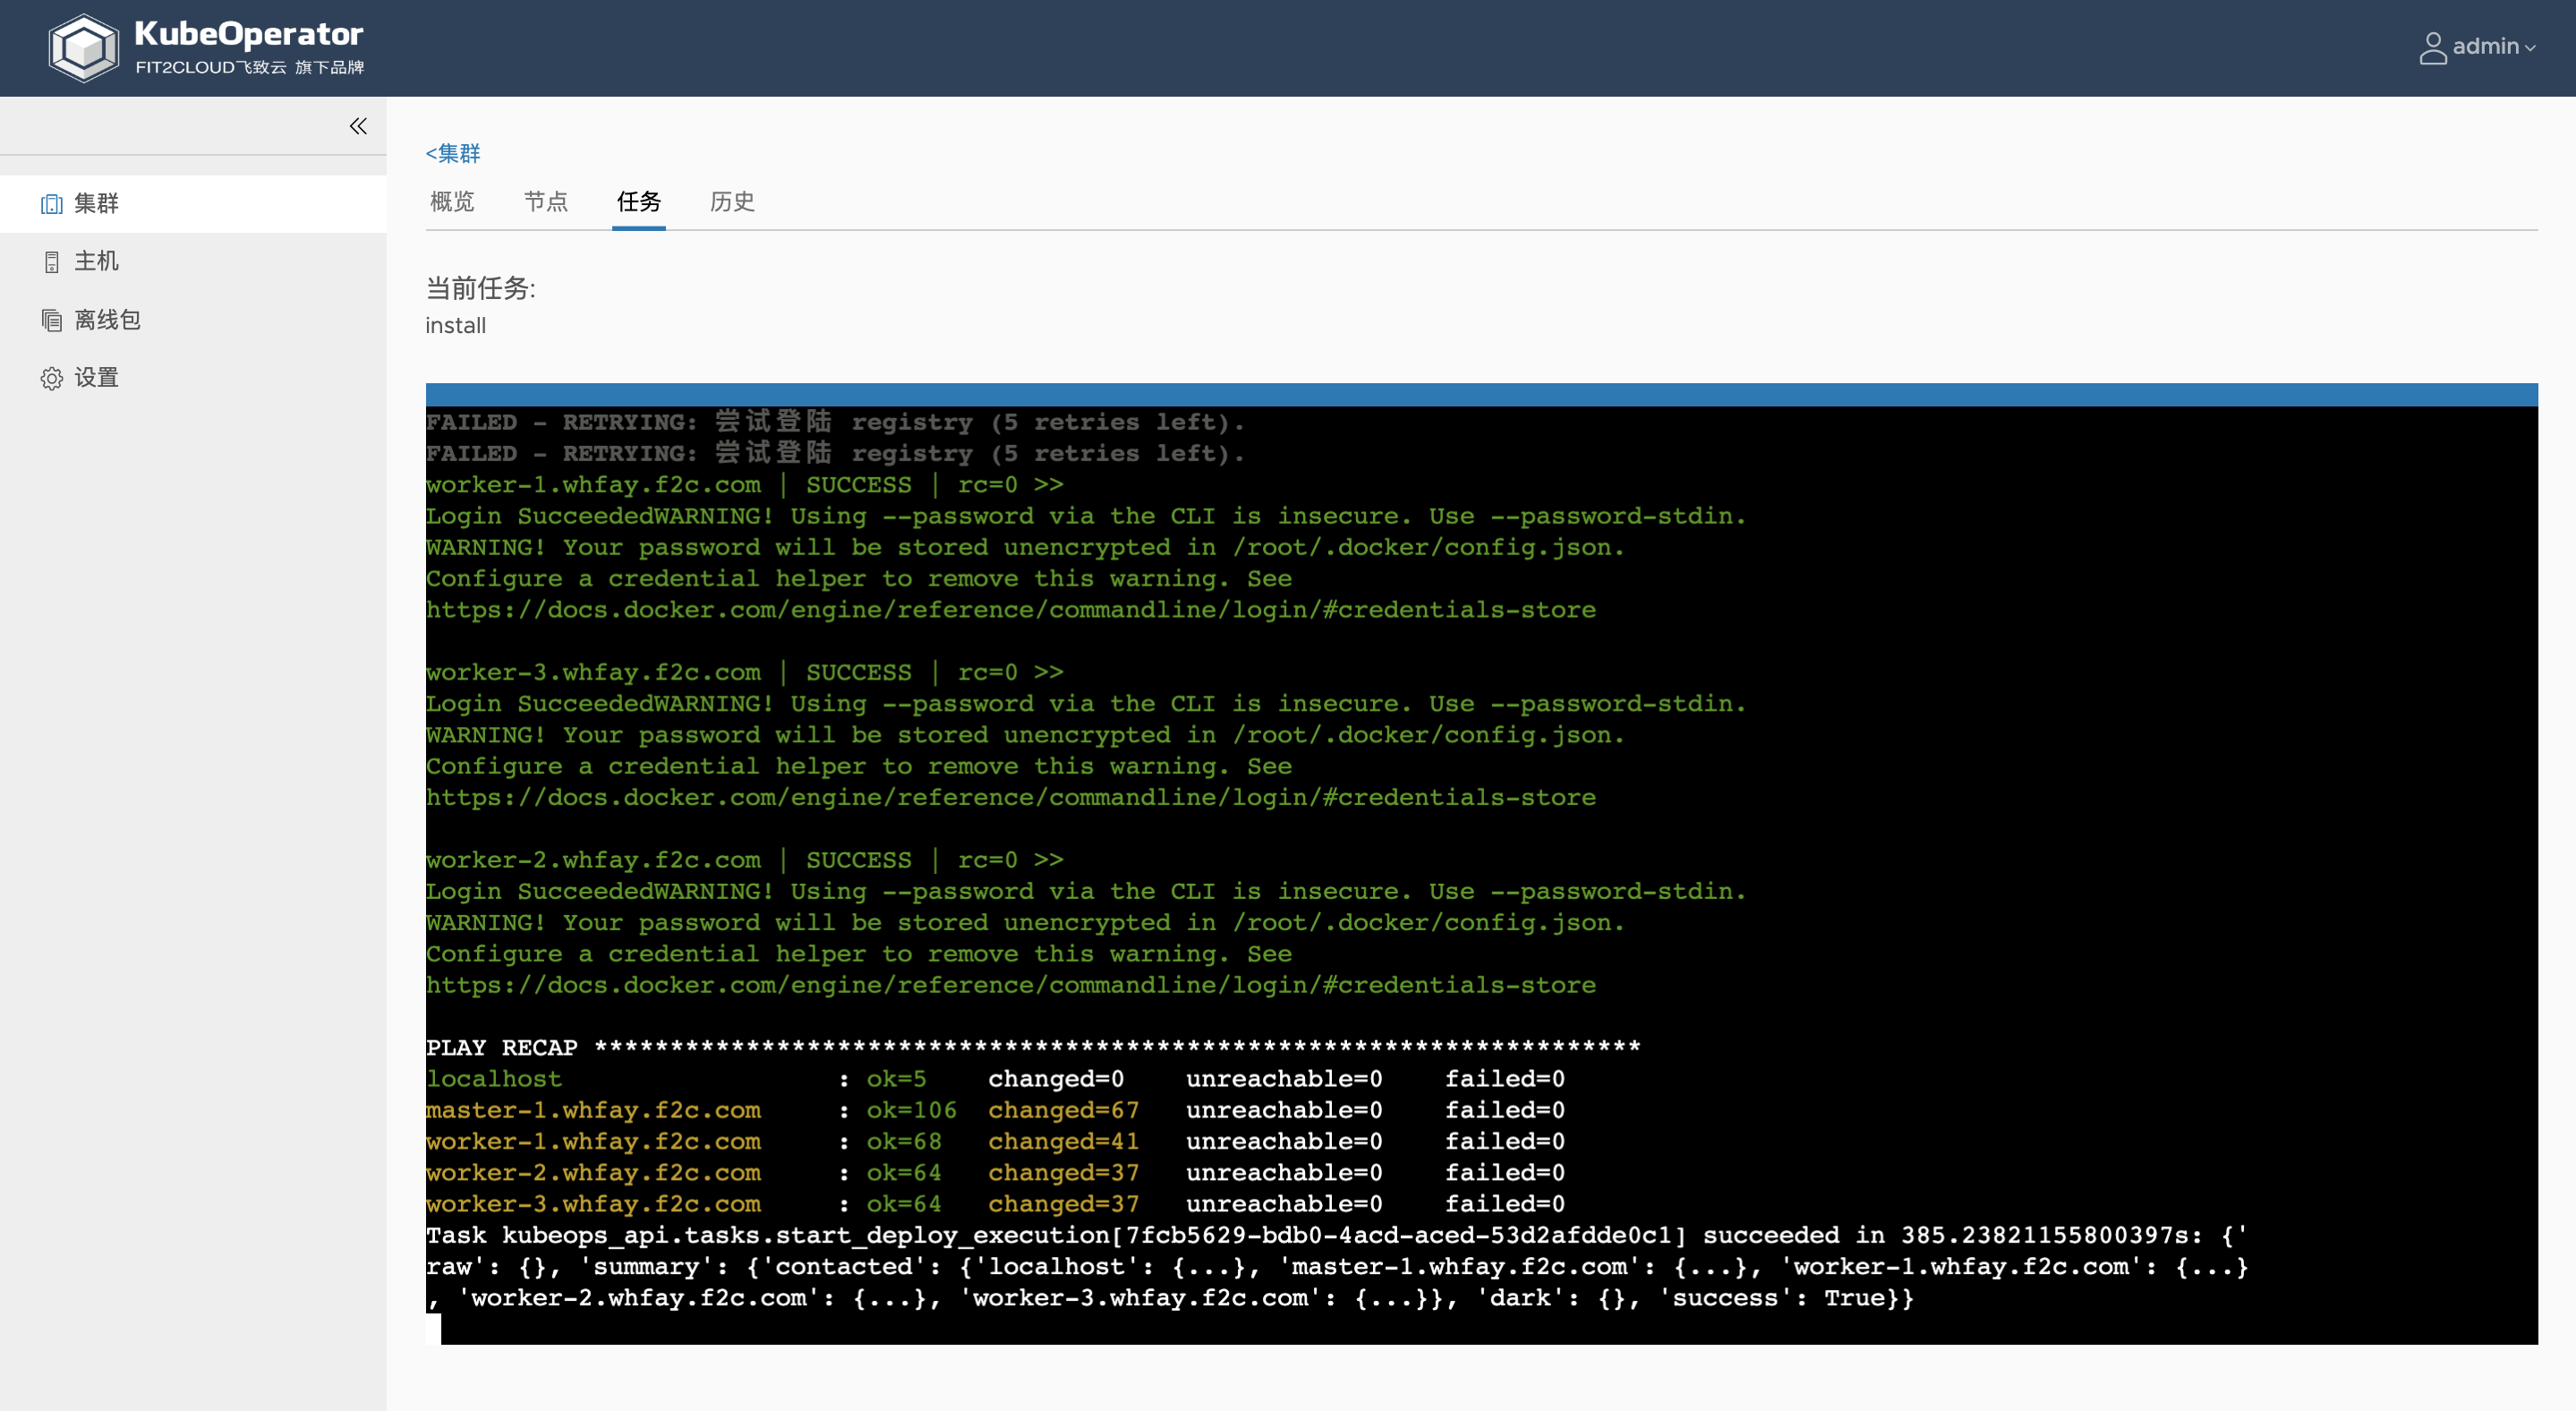 KubeOperator
FIT2CLOUD飞致云 旗下品牌
admin
集群
主机
离线包
设置
<集群
概览 节点 任务 历史
当前任务:
install
FAILED - RETRYING: 尝试登陆 registry (5 retries left).
FAILED - RETRYING: 尝试登陆 registry (5 retries left).
worker-1.whfay.f2c.com | SUCCESS | rc=0 >>
Login SucceededWARNING! Using --password via the CLI is insecure. Use --password-stdin.
WARNING! Your password will be stored unencrypted in /root/.docker/config.json.
Configure a credential helper to remove this warning. See
https://docs.docker.com/engine/reference/commandline/login/#credentials-store
worker-3.whfay.f2c.com | SUCCESS | rc=0 >>
Login SucceededWARNING! Using --password via the CLI is insecure. Use --password-stdin.
WARNING! Your password will be stored unencrypted in /root/.docker/config.json.
Configure a credential helper to remove this warning. See
https://docs.docker.com/engine/reference/commandline/login/#credentials-store
worker-2.whfay.f2c.com | SUCCESS | rc=0 >>
Login SucceededWARNING! Using --password via the CLI is insecure. Use --password-stdin.
WARNING! Your password will be stored unencrypted in /root/.docker/config.json.
Configure a credential helper to remove this warning. See
https://docs.docker.com/engine/reference/commandline/login/#credentials-store
PLAY RECAP *********************************************************************
localhost : ok=5 changed=0 unreachable=0 failed=0
master-1.whfay.f2c.com : ok=106 changed=67 unreachable=0 failed=0
worker-1.whfay.f2c.com : ok=68 changed=41 unreachable=0 failed=0
worker-2.whfay.f2c.com : ok=64 changed=37 unreachable=0 failed=0
worker-3.whfay.f2c.com : ok=64 changed=37 unreachable=0 failed=0
Task kubeops_api.tasks.start_deploy_execution[7fcb5629-bdb0-4acd-aced-53d2afdde0c1] succeeded in 385.23821155800397s: {'
raw': {}, 'summary': {'contacted': {'localhost': {...}, 'master-1.whfay.f2c.com': {...}, 'worker-1.whfay.f2c.com': {...}
, 'worker-2.whfay.f2c.com': {...}, 'worker-3.whfay.f2c.com': {...}}, 'dark': {}, 'success': True}}